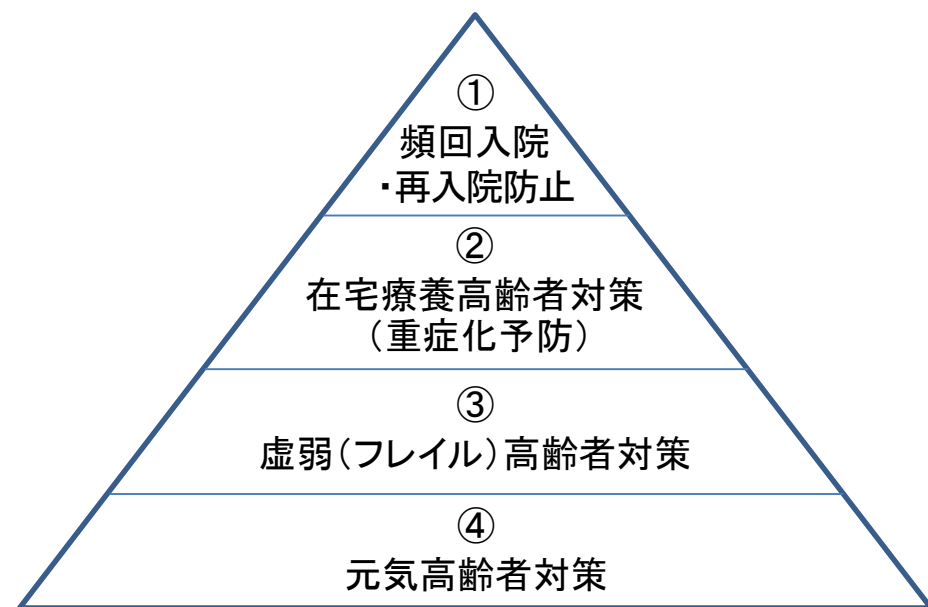 ①
頻回入院
・再入院防止
②
在宅療養高齢者対策
（重症化予防）
③
虚弱（フレイル）高齢者対策
④
元気高齢者対策